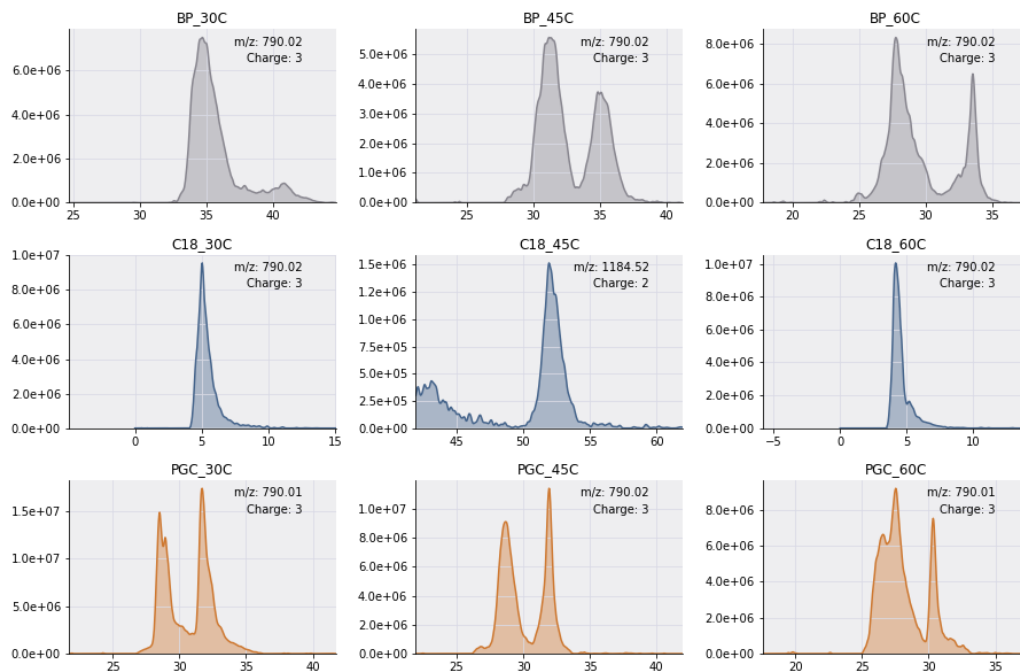 BP_30C
m/z: 790.02
Charge: 3
6.0e+06
4.0e+06
2.0e+06
0.0e+00
25 30 35 40
BP_45C
m/z: 790.02
Charge: 3
5.0e+06
4.0e+06
3.0e+06
2.0e+06
1.0e+06
0.0e+00
25 30 35 40
BP_60C
m/z: 790.02
Charge: 3
8.0e+06
6.0e+06
4.0e+06
2.0e+06
0.0e+00
20 25 30 35
C18_30C
m/z: 790.02
Charge: 3
1.0e+07
8.0e+06
6.0e+06
4.0e+06
2.0e+06
0.0e+00
0 5 10 15
C18_45C
m/z: 1184.52
Charge: 2
1.5e+06
1.2e+06
1.0e+06
7.5e+05
5.0e+05
2.5e+05
0.0e+00
45 50 55 60
C18_60C
m/z: 790.02
Charge: 3
1.0e+07
8.0e+06
6.0e+06
4.0e+06
2.0e+06
0.0e+00
−5 0 5 10
PGC_30C
m/z: 790.01
Charge: 3
1.5e+07
1.0e+07
5.0e+06
0.0e+00
25 30 35 40
PGC_45C
m/z: 790.02
Charge: 3
1.0e+07
8.0e+06
6.0e+06
4.0e+06
2.0e+06
0.0e+00
25 30 35 40
PGC_60C
m/z: 790.01
Charge: 3
8.0e+06
6.0e+06
4.0e+06
2.0e+06
0.0e+00
20 25 30 35